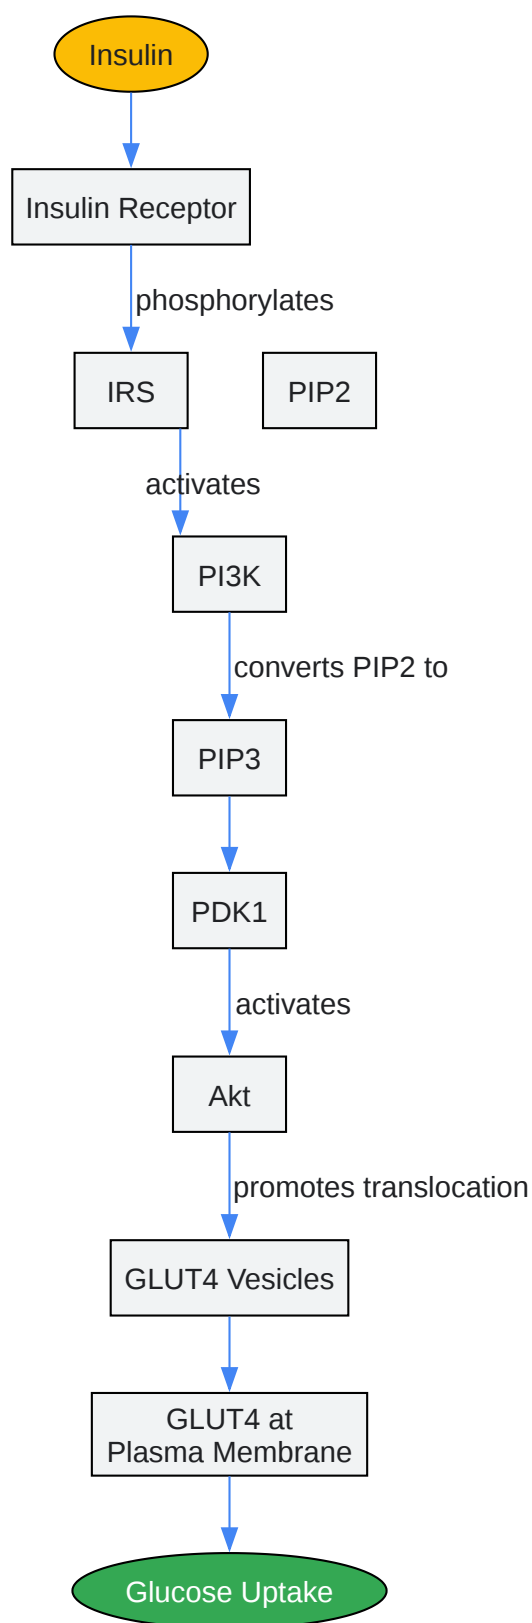 Insulin
Insulin Receptor
phosphorylates
IRS
PIP2
activates
PI3K
converts PIP2 to
PIP3
PDK1
activates
Akt
promotes translocation
GLUT4 Vesicles
GLUT4 at
Plasma Membrane
Glucose Uptake